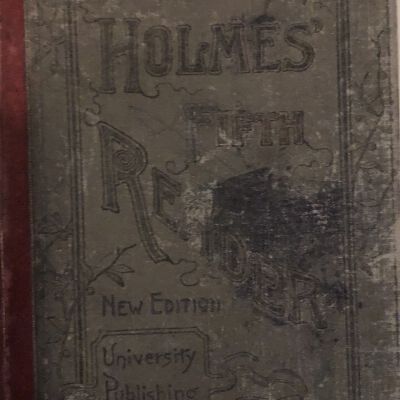 HOLMES'
FIFTH
READER
NEW EDITION
University
Publishing